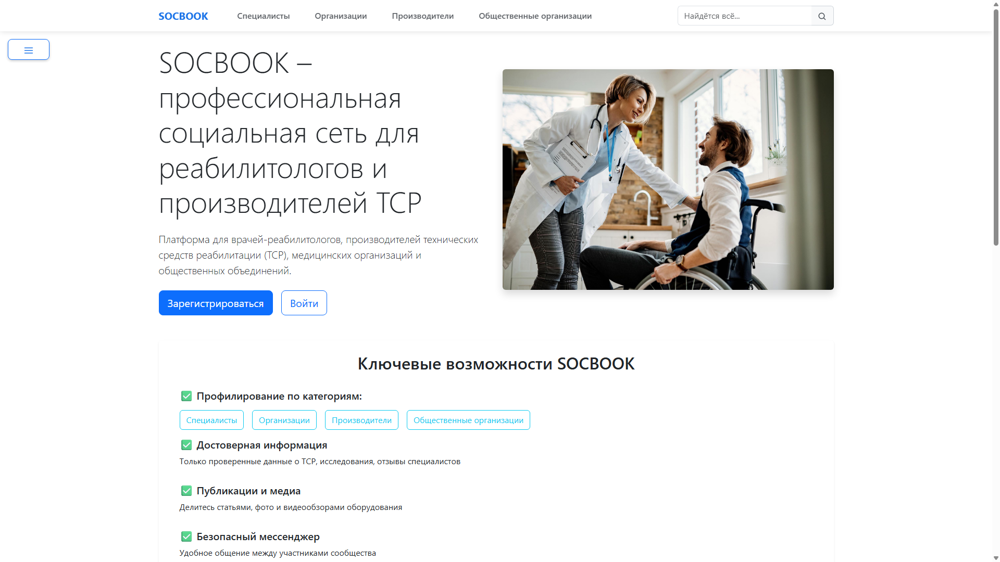 SOCBOOK
Специалисты
Организации
Производители
Общественные организации
Найдётся всё...
SOCBOOK –
профессиональная
социальная сеть для
реабилитологов и
производителей ТСР
Платформа для врачей-реабилитологов, производителей технических
средств реабилитации (ТСР), медицинских организаций и
общественных объединений.
Зарегистрироваться
Войти
Ключевые возможности SOCBOOK
✅ Профилирование по категориям:
Специалисты
Организации
Производители
Общественные организации
✅ Достоверная информация
Только проверенные данные о ТСР, исследования, отзывы специалистов
✅ Публикации и медиа
Делитесь статьями, фото и видеообзорами оборудования
✅ Безопасный мессенджер
Удобное общение между участниками сообщества